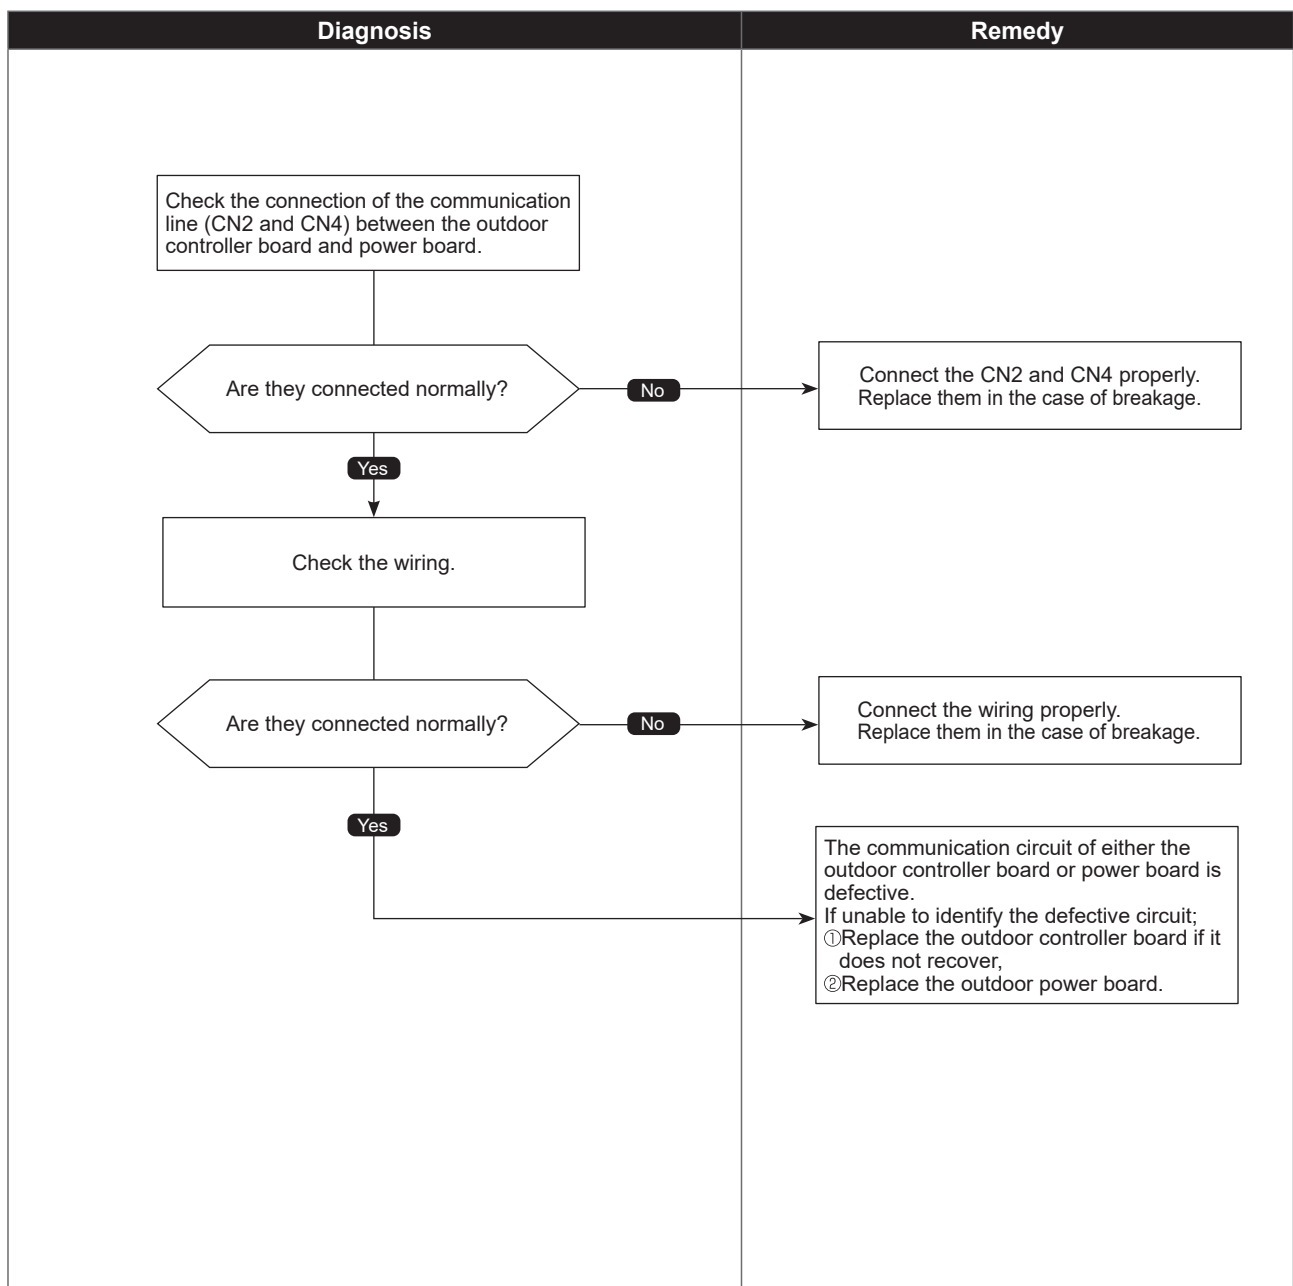 Diagnosis
Remedy
Check the connection of the communication
line (CN2 and CN4) between the outdoor
controller board and power board.
Are they connected normally?
No
Connect the CN2 and CN4 properly.
Replace them in the case of breakage.
Yes
Check the wiring.
Are they connected normally?
No
Connect the wiring properly.
Replace them in the case of breakage.
Yes
The communication circuit of either the
outdoor controller board or power board is
defective.
If unable to identify the defective circuit;
①Replace the outdoor controller board if it
does not recover,
②Replace the outdoor power board.